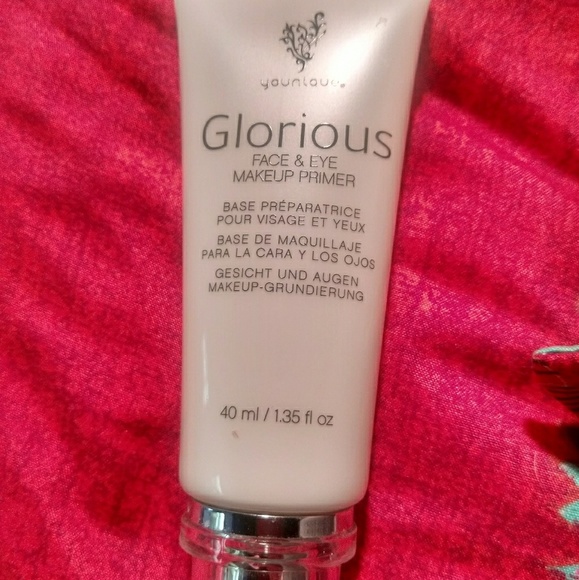 younique
Glorious
FACE & EYE
MAKEUP PRIMER
BASE PRÉPARATRICE
POUR VISAGE ET YEUX
BASE DE MAQUILLAJE
PARA LA CARA Y LOS OJOS
GESICHT UND AUGEN
MAKEUP-GRUNDIERUNG
40 ml / 1.35 fl oz